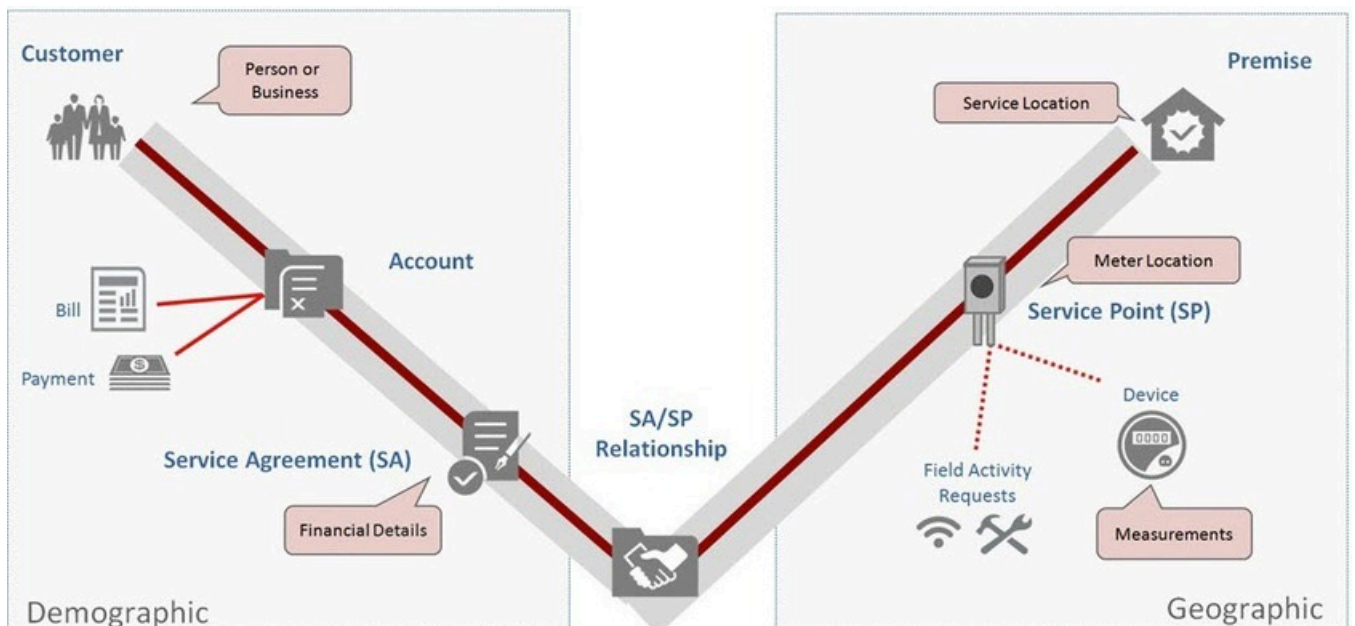 Customer
Person or
Business
Premise
Service Location
Account
Bill
Payment
Meter Location
Service Point (SP)
SA/SP
Relationship
Service Agreement (SA)
Financial Details
Device
0000
Field Activity
Requests
Measurements
Demographic
Geographic